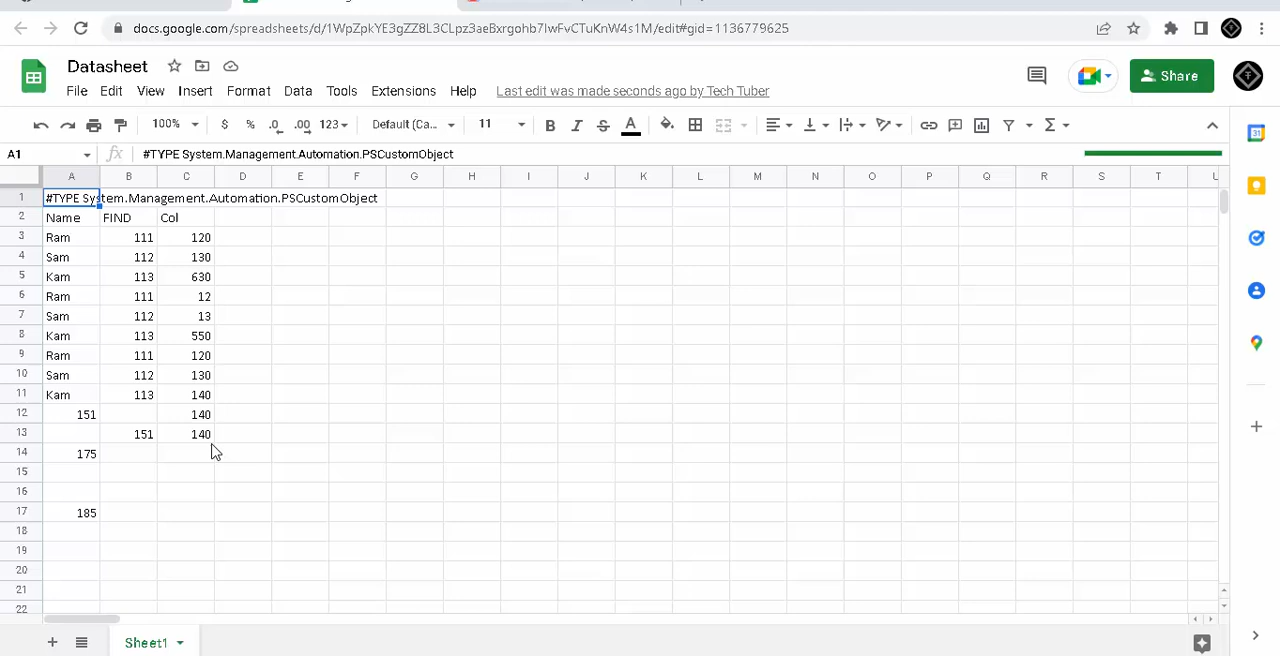 docs.google.com/spreadsheets/d/1WpZpkYE3gZZ8L3CLpz3aeBxrgohb7IwFvCTuKnW4s1M/edit#gid=1136779625
Datasheet
File Edit View Insert Format Data Tools Extensions Help Last edit was made seconds ago by Tech Tuber
Share
100% $ % .0 .00 123 Default (Ca... 11 B I S A Σ
A1 fx #TYPE System.Management.Automation.PSCustomObject
A B C D E F G H I J K L M N O P Q R S T U
1 #TYPE System.Management.Automation.PSCustomObject
2 Name FIND Col
3 Ram 111 120
4 Sam 112 130
5 Kam 113 630
6 Ram 111 12
7 Sam 112 13
8 Kam 113 550
9 Ram 111 120
10 Sam 112 130
11 Kam 113 140
12 151 140
13 151 140
14 175
15
16
17 185
18
19
20
21
22
Sheet1
31